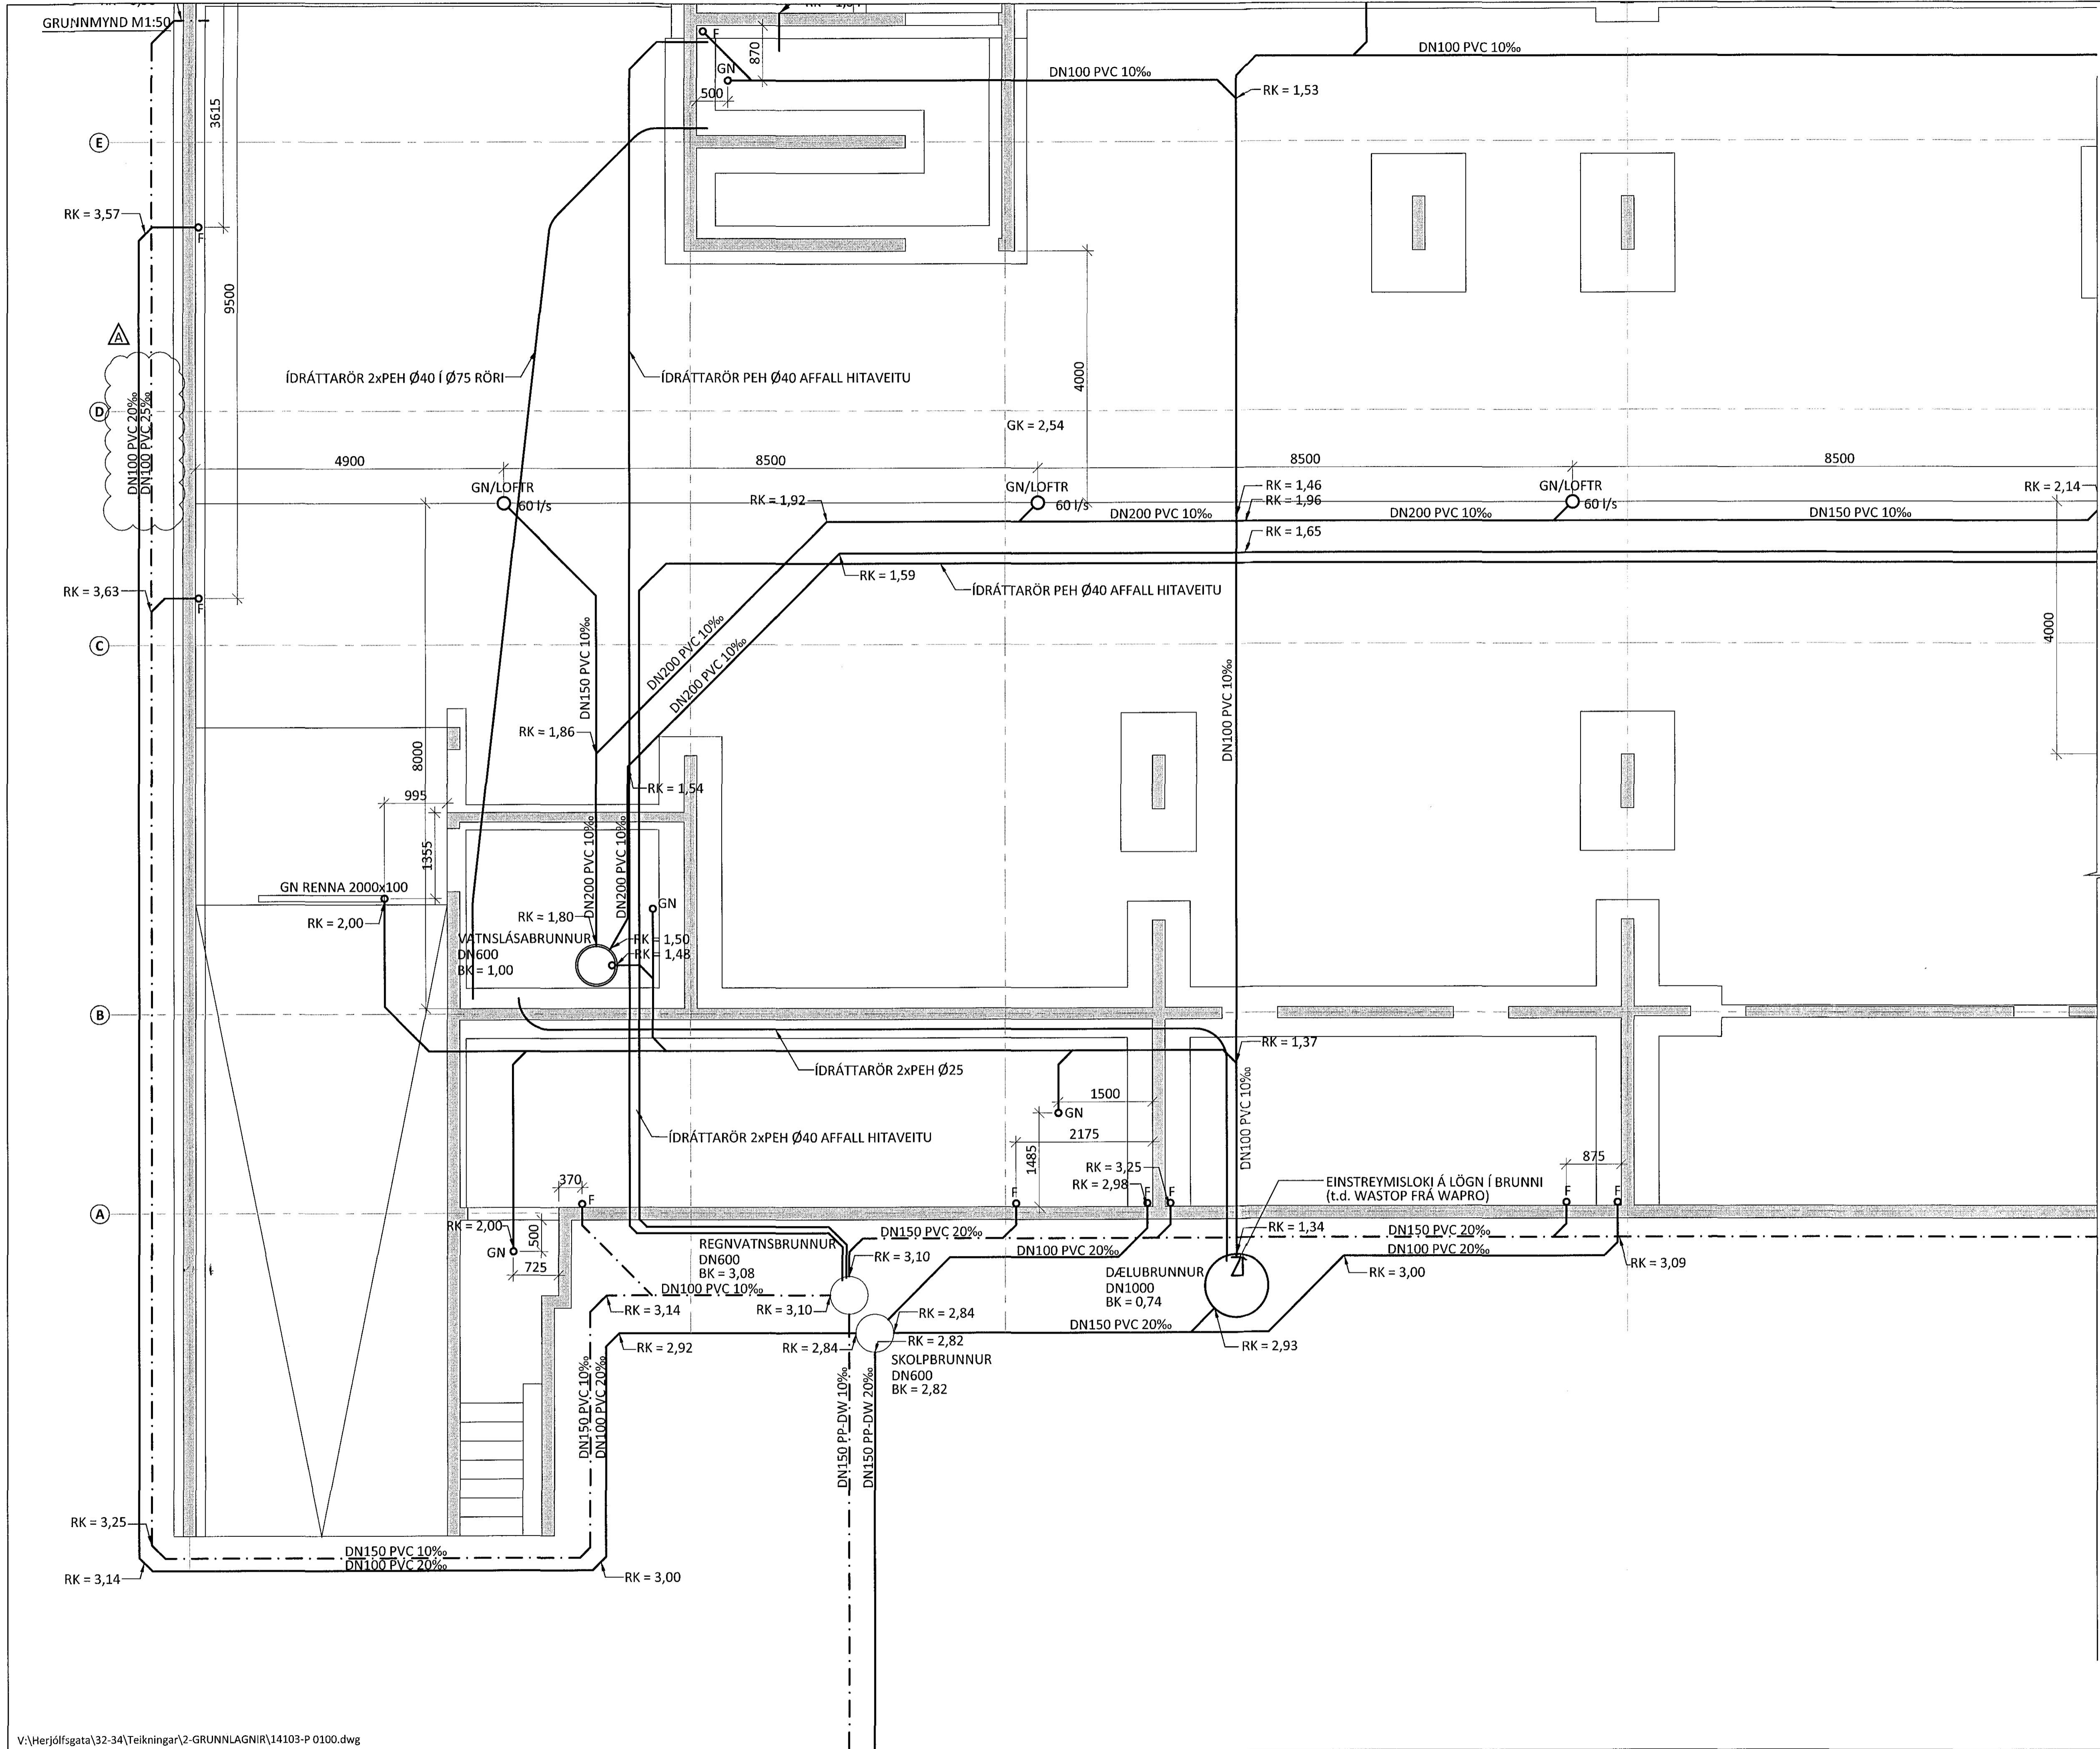 GRUNNMYND M1:50
F
GN
870
500
DN100 PVC 10‰
DN100 PVC 10‰
RK = 1,53
3615
E
RK = 3,57
F
9500
A
ÍDRÁTTARÖR 2xPEH Ø40 Í Ø75 RÖRI
ÍDRÁTTARÖR PEH Ø40 AFFALL HITAVEITU
4000
D
DN100 PVC 20‰
DN100 PVC 25‰
GK = 2,54
4900
8500
8500
8500
GN/LOFTR
60 l/s
GN/LOFTR
60 l/s
GN/LOFTR
60 l/s
RK = 1,92
RK = 1,46
RK = 1,96
RK = 2,14
DN200 PVC 10‰
DN200 PVC 10‰
DN150 PVC 10‰
RK = 1,65
RK = 1,59
RK = 3,63
F
ÍDRÁTTARÖR PEH Ø40 AFFALL HITAVEITU
C
4000
DN150 PVC 10‰
DN200 PVC 10‰
DN200 PVC 10‰
DN100 PVC 10‰
RK = 1,86
8000
RK = 1,54
995
1355
DN200 PVC 10‰
DN200 PVC 10‰
GN RENNA 2000x100
RK = 2,00
GN
RK = 1,80
VATNSLÁSABRUNNUR
DN600
BK = 1,00
RK = 1,50
RK = 1,48
B
RK = 1,37
ÍDRÁTTARÖR 2xPEH Ø25
1500
GN
DN100 PVC 10‰
ÍDRÁTTARÖR 2xPEH Ø40 AFFALL HITAVEITU
2175
1485
RK = 3,25
RK = 2,98
875
370
F
F
F
F
F
EINSTREYMISLOKI Á LÖGN Í BRUNNI
(t.d. WASTOP FRÁ WAPRO)
A
RK = 2,00
500
GN
725
DN150 PVC 20‰
RK = 1,34
DN150 PVC 20‰
REGNVATNSBRUNNUR
DN600
BK = 3,08
RK = 3,10
DN100 PVC 20‰
DN100 PVC 20‰
RK = 3,00
RK = 3,09
DN100 PVC 10‰
DÆLUBRUNNUR
DN1000
BK = 0,74
RK = 3,14
RK = 3,10
RK = 2,84
DN150 PVC 20‰
RK = 2,92
RK = 2,84
RK = 2,82
RK = 2,93
SKOLPBRUNNUR
DN600
BK = 2,82
DN150 PVC 10‰
DN100 PVC 20‰
DN150 PP-DW 10‰
DN150 PP-DW 20‰
RK = 3,25
DN150 PVC 10‰
DN100 PVC 20‰
RK = 3,14
RK = 3,00
V:\Herjólfsgata\32-34\Teikningar\2-GRUNNLAGNIR\14103-P 0100.dwg